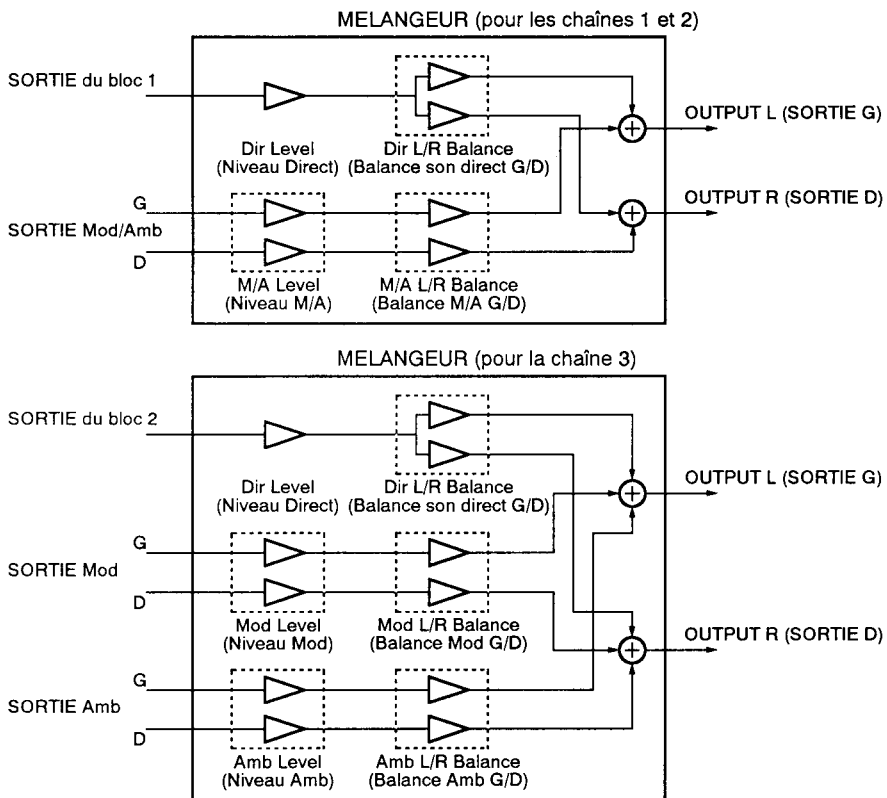 MELANGEUR (pour les chaînes 1 et 2)
SORTIE du bloc 1
Dir Level
(Niveau Direct)
Dir L/R Balance
(Balance son direct G/D)
OUTPUT L (SORTIE G)
OUTPUT R (SORTIE D)
G
SORTIE Mod/Amb
D
M/A Level
(Niveau M/A)
M/A L/R Balance
(Balance M/A G/D)
MELANGEUR (pour la chaîne 3)
SORTIE du bloc 2
Dir Level
(Niveau Direct)
Dir L/R Balance
(Balance son direct G/D)
OUTPUT L (SORTIE G)
G
SORTIE Mod
D
Mod Level
(Niveau Mod)
Mod L/R Balance
(Balance Mod G/D)
OUTPUT R (SORTIE D)
G
SORTIE Amb
D
Amb Level
(Niveau Amb)
Amb L/R Balance
(Balance Amb G/D)